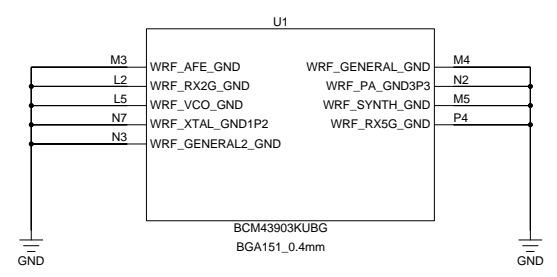 U1
M3 WRF_AFE_GND WRF_GENERAL_GND M4
L2 WRF_RX2G_GND WRF_PA_GND3P3 N2
L5 WRF_VCO_GND WRF_SYNTH_GND M5
N7 WRF_XTAL_GND1P2 WRF_RX5G_GND P4
N3 WRF_GENERAL2_GND
BCM43903KUBG
BGA151_0.4mm
GND GND